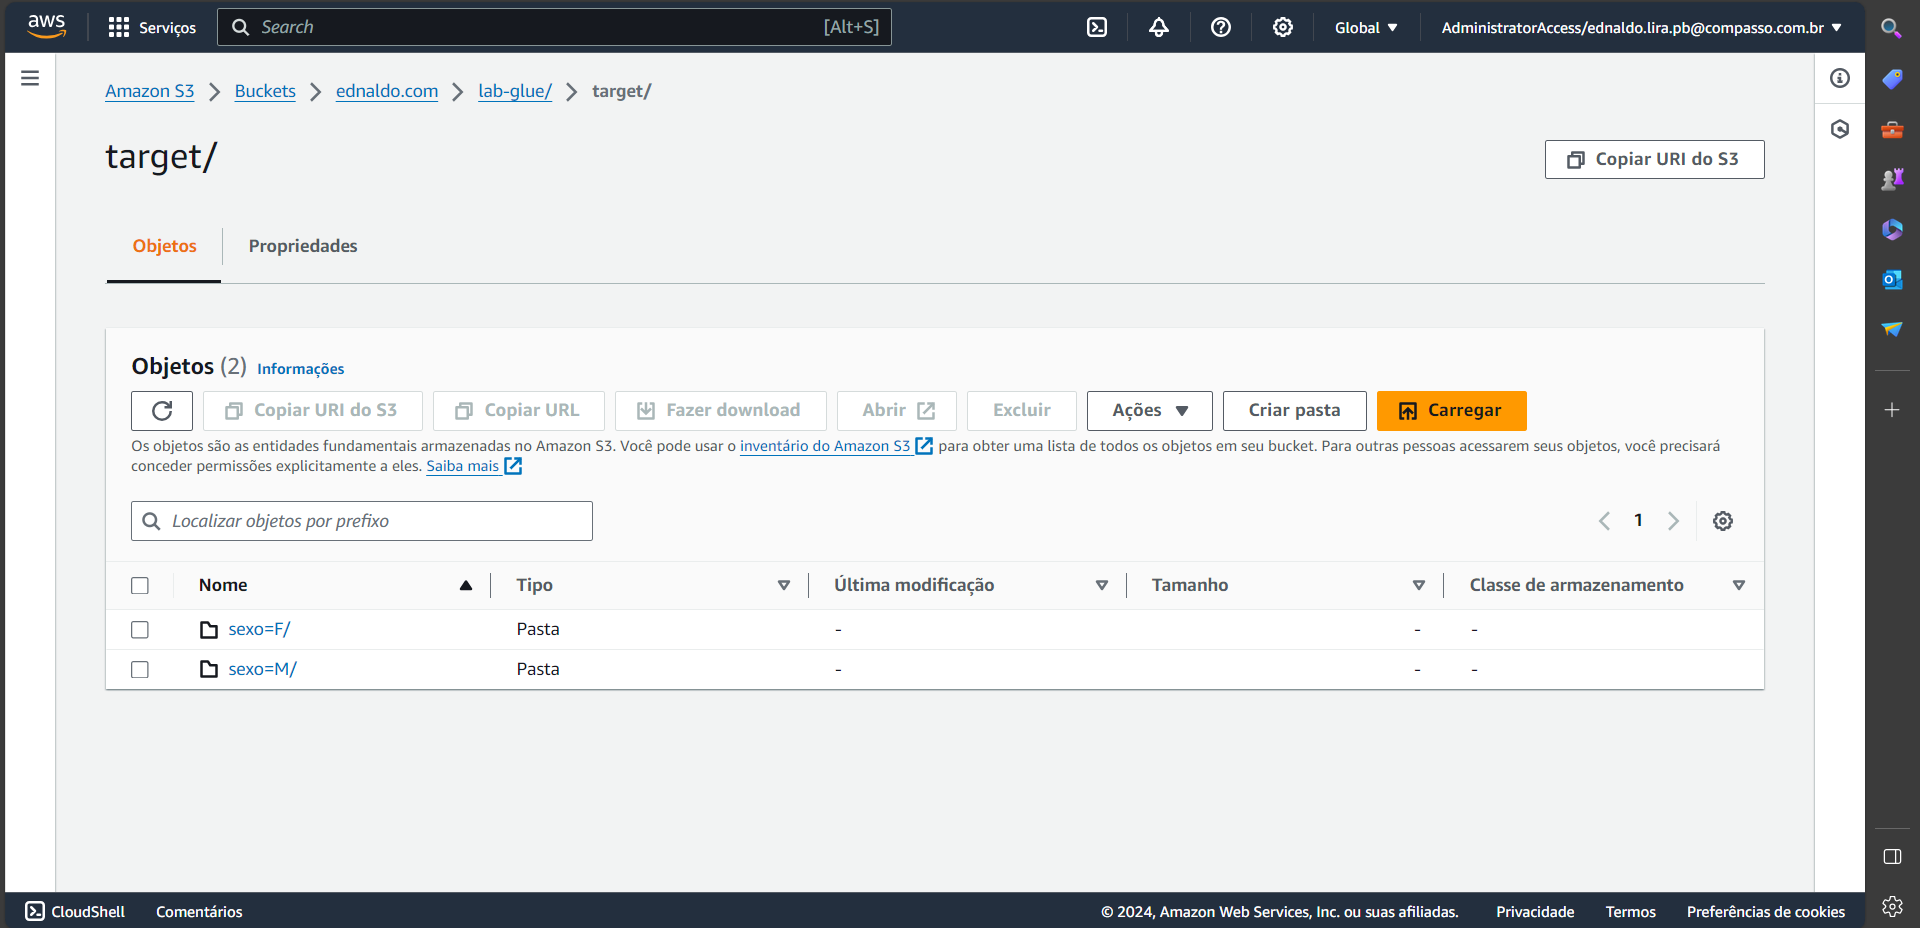 aws Serviços Search [Alt+S] Global AdministratorAccess/ednaldo.lira.pb@compasso.com.br
Amazon S3 Buckets ednaldo.com lab-glue/ target/
target/
Copiar URI do S3
Objetos Propriedades
Objetos (2) Informações
Copiar URI do S3 Copiar URL Fazer download Abrir Excluir Ações Criar pasta Carregar
Os objetos são as entidades fundamentais armazenadas no Amazon S3. Você pode usar o inventário do Amazon S3 para obter uma lista de todos os objetos em seu bucket. Para outras pessoas acessarem seus objetos, você precisará
conceder permissões explicitamente a eles. Saiba mais
Localizar objetos por prefixo
1
Nome Tipo Última modificação Tamanho Classe de armazenamento
sexo=F/ Pasta - - -
sexo=M/ Pasta - - -
CloudShell Comentários © 2024, Amazon Web Services, Inc. ou suas afiliadas. Privacidade Termos Preferências de cookies